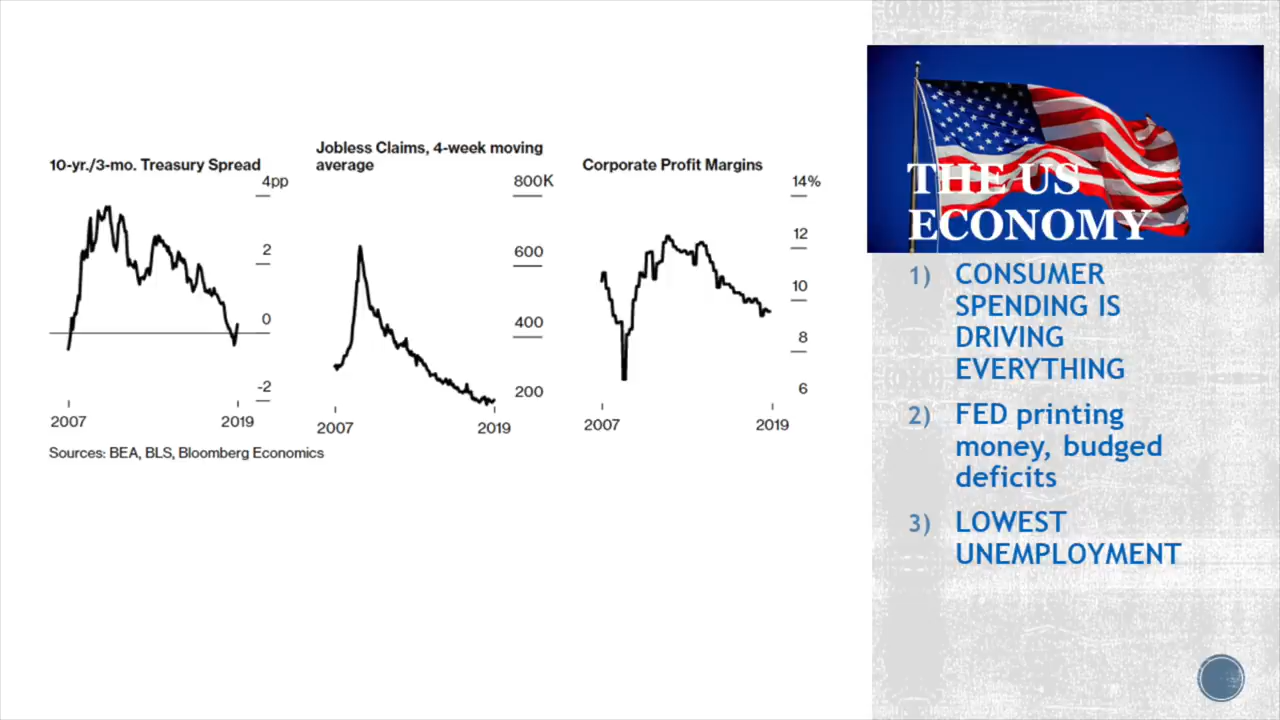 10-yr./3-mo. Treasury Spread
4pp
2
0
-2
2007
2019
Jobless Claims, 4-week moving
average
800K
600
400
200
2007
2019
Corporate Profit Margins
14%
12
10
8
6
2007
2019
Sources: BEA, BLS, Bloomberg Economics
THE US
ECONOMY
1) CONSUMER
SPENDING IS
DRIVING
EVERYTHING
2) FED printing
money, budged
deficits
3) LOWEST
UNEMPLOYMENT